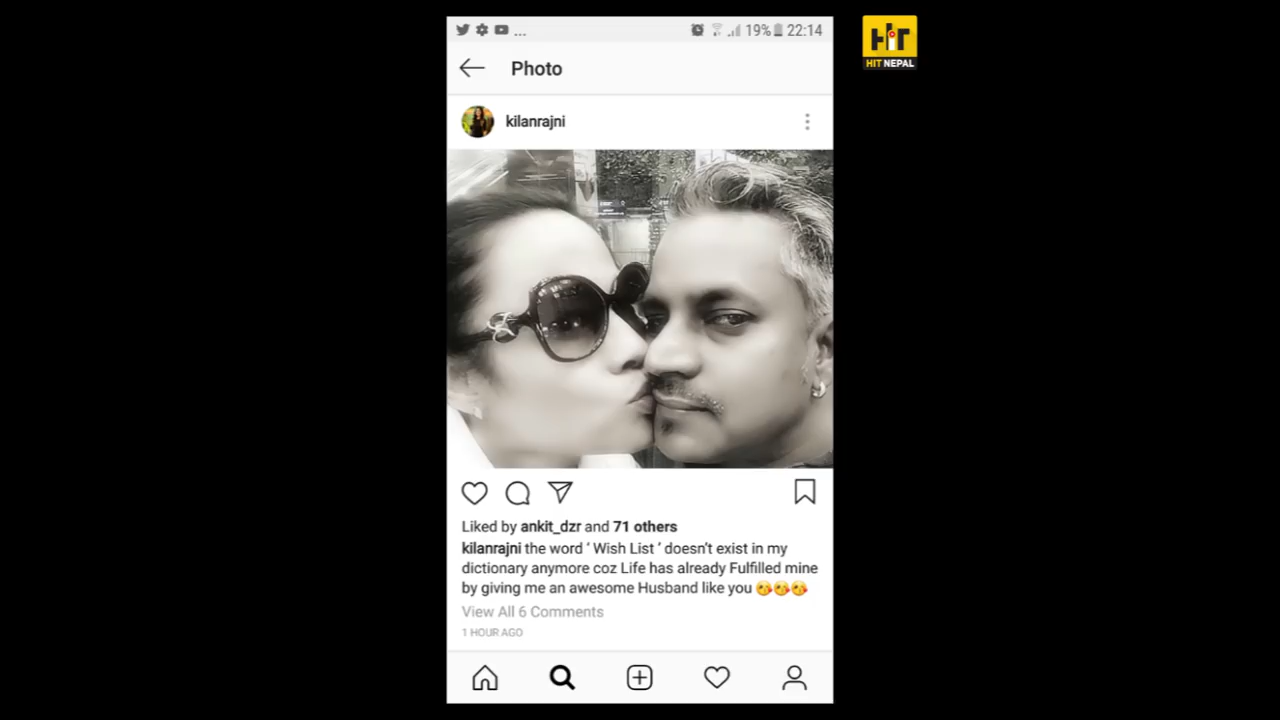 ... 19% 22:14
HiT
HIT NEPAL
Photo
kilanrajni
Liked by ankit_dzr and 71 others
kilanrajni the word ‘ Wish List ’ doesn't exist in my
dictionary anymore coz Life has already Fulfilled mine
by giving me an awesome Husband like you 😘😘😘
View All 6 Comments
1 HOUR AGO